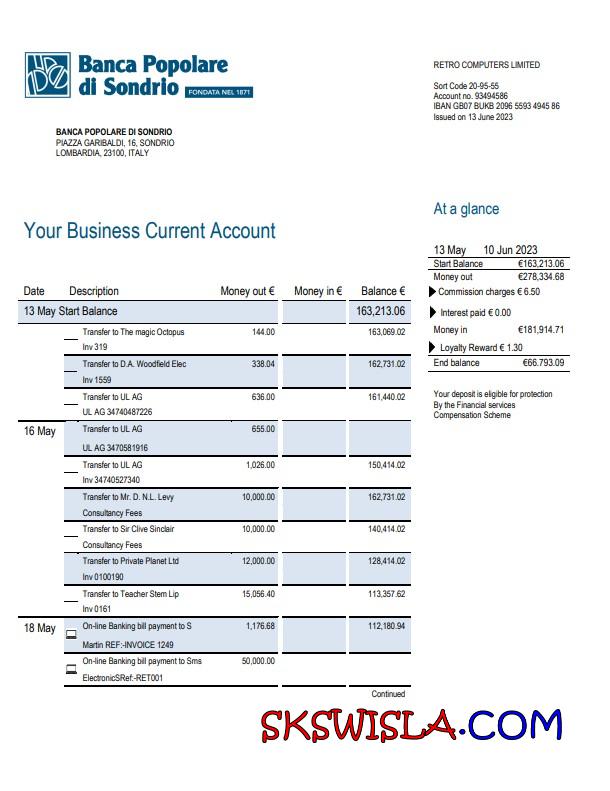 Banca Popolare
di Sondrio FONDATA NEL 1871
RETRO COMPUTERS LIMITED
Sort Code 20-95-55
Account no. 93494586
IBAN GB07 BUKB 2096 5593 4945 86
Issued on 13 June 2023
BANCA POPOLARE DI SONDRIO
PIAZZA GARIBALDI, 16, SONDRIO
LOMBARDIA, 23100, ITALY
At a glance
Your Business Current Account
13 May 10 Jun 2023
Start Balance €163,213.06
Money out €278,334.68
Commission charges € 6.50
Interest paid € 0.00
Money in €181,914.71
Loyalty Reward € 1.30
End balance €66.793.09
Your deposit is eligible for protection
By the Financial services
Compensation Scheme
Date Description Money out € Money in € Balance €
13 May Start Balance 163,213.06
Transfer to The magic Octopus 144.00 163,069.02
Inv 319
Transfer to D.A. Woodfield Elec 338.04 162,731.02
Inv 1559
Transfer to UL AG 636.00 161,440.02
UL AG 34740487226
16 May Transfer to UL AG 655.00
UL AG 3470581916
Transfer to UL AG 1,026.00 150,414.02
Inv 34740527340
Transfer to Mr. D. N.L. Levy 10,000.00 162,731.02
Consultancy Fees
Transfer to Sir Clive Sinclair 10,000.00 140,414.02
Consultancy Fees
Transfer to Private Planet Ltd 12,000.00 128,414.02
Inv 0100190
Transfer to Teacher Stem Lip 15,056.40 113,357.62
Inv 0161
18 May On-line Banking bill payment to S 1,176.68 112,180.94
Martin REF:-INVOICE 1249
On-line Banking bill payment to Sms 50,000.00
ElectronicSRef:-RET001
Continued
SKSWISLA.COM